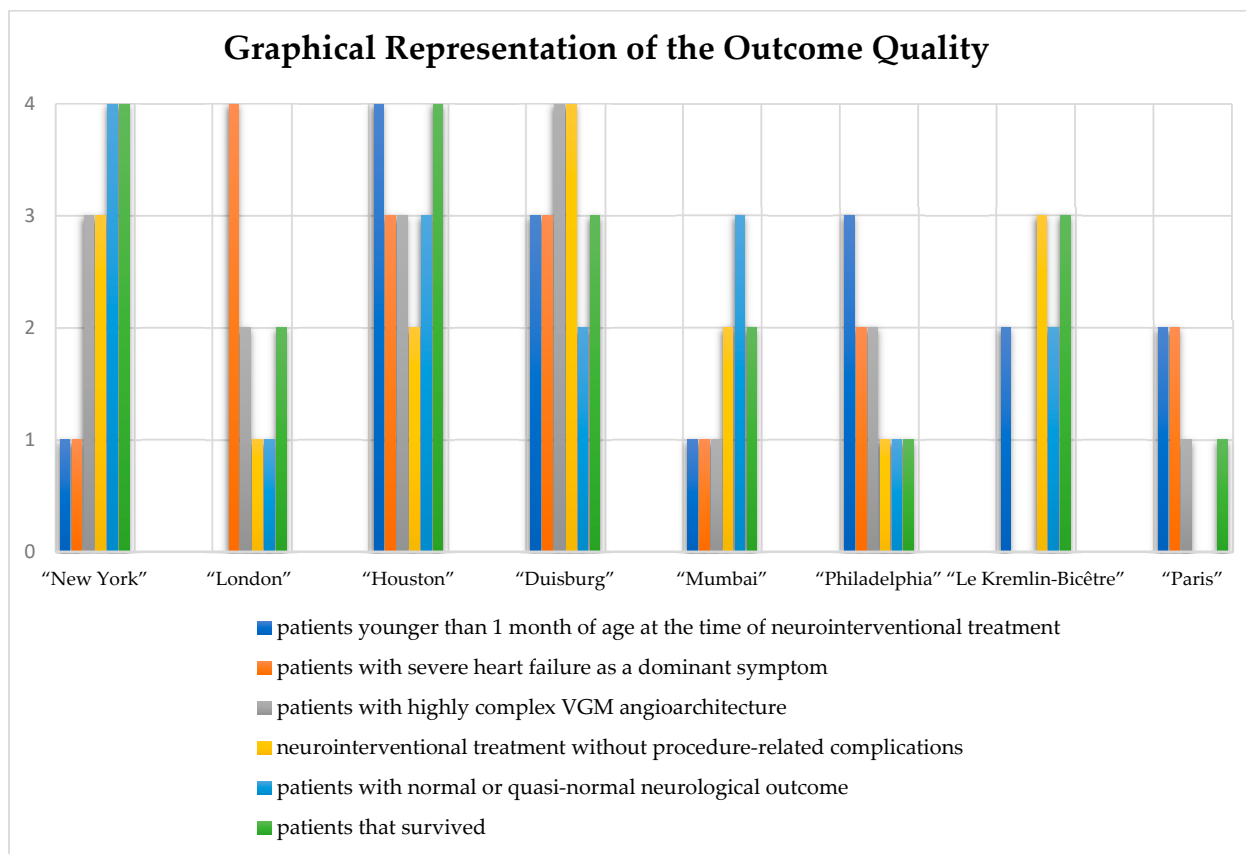 Graphical Representation of the Outcome Quality
4
3
2
1
0
“New York” “London” “Houston” “Duisburg” “Mumbai” “Philadelphia” “Le Kremlin-Bicêtre” “Paris”
patients younger than 1 month of age at the time of neurointerventional treatment
patients with severe heart failure as a dominant symptom
patients with highly complex VGM angioarchitecture
neurointerventional treatment without procedure-related complications
patients with normal or quasi-normal neurological outcome
patients that survived